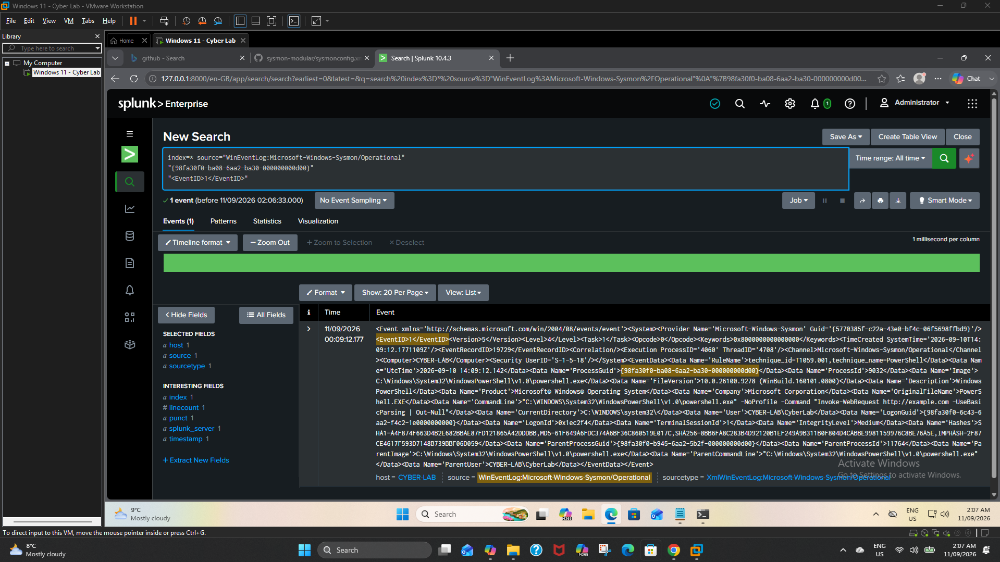 Windows 11 - Cyber Lab - VMware Workstation
File Edit View VM Tabs Help
Library
Type here to search
My Computer
Windows 11 - Cyber Lab
Home
Windows 11 - Cyber Lab
github - Search
sysmon-modular/sysmonconfig.xm
Search | Splunk 10.4.3
127.0.0.1:8000/en-GB/app/search/search?earliest=0&latest=&q=search%20index%3D*%20source%3D"WinEventLog%3AMicrosoft-Windows-Sysmon%2FOperational"%0A"%7B98fa30f0-ba08-6aa2-ba30-000000000d00...
Chat
splunk>Enterprise
1
Administrator
New Search
Save As
Create Table View
Close
index=* source="WinEventLog:Microsoft-Windows-Sysmon/Operational"
"{98fa30f0-ba08-6aa2-ba30-000000000d00}"
"<EventID>1</EventID>"
Time range: All time
1 event (before 11/09/2026 02:06:33.000)
No Event Sampling
Job
Smart Mode
Events (1)
Patterns
Statistics
Visualization
Timeline format
Zoom Out
+ Zoom to Selection
× Deselect
1 millisecond per column
Format
Show: 20 Per Page
View: List
Hide Fields
All Fields
i
Time
Event
SELECTED FIELDS
a host 1
a source 1
a sourcetype 1
INTERESTING FIELDS
a index 1
# linecount 1
a punct 1
a splunk_server 1
a timestamp 1
+ Extract New Fields
11/09/2026
00:09:12.177
<Event xmlns='http://schemas.microsoft.com/win/2004/08/events/event'><System><Provider Name='Microsoft-Windows-Sysmon' Guid='{5770385f-c22a-43e0-bf4c-06f5698ffbd9}'/>
<EventID>1</EventID><Version>5</Version><Level>4</Level><Task>1</Task><Opcode>0</Opcode><Keywords>0x8000000000000000</Keywords><TimeCreated SystemTime='2026-09-10T14:
09:12.1771109Z'/><EventRecordID>19729</EventRecordID><Correlation/><Execution ProcessID='4060' ThreadID='4708'/><Channel>Microsoft-Windows-Sysmon/Operational</Channel
><Computer>CYBER-LAB</Computer><Security UserID='S-1-5-18'/></System><EventData><Data Name='RuleName'>technique_id=T1059.001,technique_name=PowerShell</Data><Data Nam
e='UtcTime'>2026-09-10 14:09:12.142</Data><Data Name='ProcessGuid'>{98fa30f0-ba08-6aa2-ba30-000000000d00}</Data><Data Name='ProcessId'>9032</Data><Data Name='Image'>
C:\Windows\System32\WindowsPowerShell\v1.0\powershell.exe</Data><Data Name='FileVersion'>10.0.26100.9278 (WinBuild.160101.0800)</Data><Data Name='Description'>Windows
PowerShell</Data><Data Name='Product'>Microsoft® Windows® Operating System</Data><Data Name='Company'>Microsoft Corporation</Data><Data Name='OriginalFileName'>PowerS
hell.EXE</Data><Data Name='CommandLine'>"C:\WINDOWS\System32\WindowsPowerShell\v1.0\powershell.exe" -NoProfile -Command "Invoke-WebRequest http://example.com -UseBasi
cParsing | Out-Null"</Data><Data Name='CurrentDirectory'>C:\WINDOWS\system32\</Data><Data Name='User'>CYBER-LAB\CyberLab</Data><Data Name='LogonGuid'>{98fa30f0-6c43-6
aa2-f4c2-1e0000000000}</Data><Data Name='LogonId'>0x1ec2f4</Data><Data Name='TerminalSessionId'>1</Data><Data Name='IntegrityLevel'>Medium</Data><Data Name='Hashes'>S
HA1=A4F874F663D4B2E682BBAE87FD121865A42DDDBB,MD5=61F649A6FDC374A6BF36C860519E017C,SHA256=8BB6FA8C283B4D92120B1EF249A9B311B0F804D4CABBE9981159976C8BE76A5E,IMPHASH=2F87
CE4617F593D7148B739BBF06D059</Data><Data Name='ParentProcessGuid'>{98fa30f0-b945-6aa2-5b2f-000000000d00}</Data><Data Name='ParentProcessId'>11764</Data><Data Name='Pa
rentImage'>C:\Windows\System32\WindowsPowerShell\v1.0\powershell.exe</Data><Data Name='ParentCommandLine'>"C:\Windows\System32\WindowsPowerShell\v1.0\powershell.exe"
</Data><Data Name='ParentUser'>CYBER-LAB\CyberLab</Data></EventData></Event>
host = CYBER-LAB
source = WinEventLog:Microsoft-Windows-Sysmon/Operational
sourcetype = XmlWinEventLog:Microsoft-Windows-Sysmon/Operational
Activate Windows
Go to Settings to activate Windows.
9°C
Mostly cloudy
Search
M365
ENG
US
2:07 AM
11/09/2026
To direct input to this VM, move the mouse pointer inside or press Ctrl+G.
8°C
Mostly cloudy
Search
M365
ENG
US
2:07 AM
11/09/2026